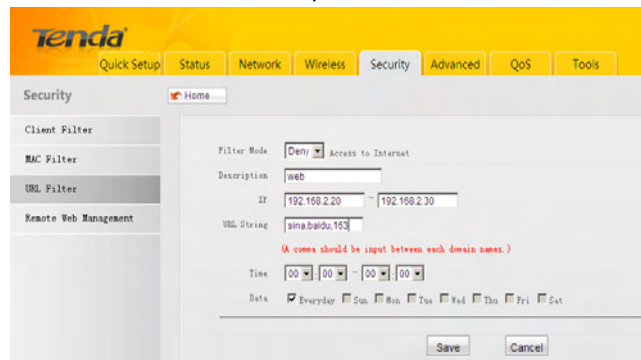 Tenda
Quick Setup Status Network Wireless Security Advanced QoS Tools
Security Home
Client Filter
MAC Filter
URL Filter
Remote Web Management
Filter Mode Deny Access to Internet
Description web
IP 192.168.2.20 ~ 192.168.2.30
URL String sina,baidu,163
(A comma should be input between each domain names.)
Time 00 : 00 ~ 00 : 00
Data Everyday Sun Mon Tue Wed Thu Fri Sat
Save Cancel